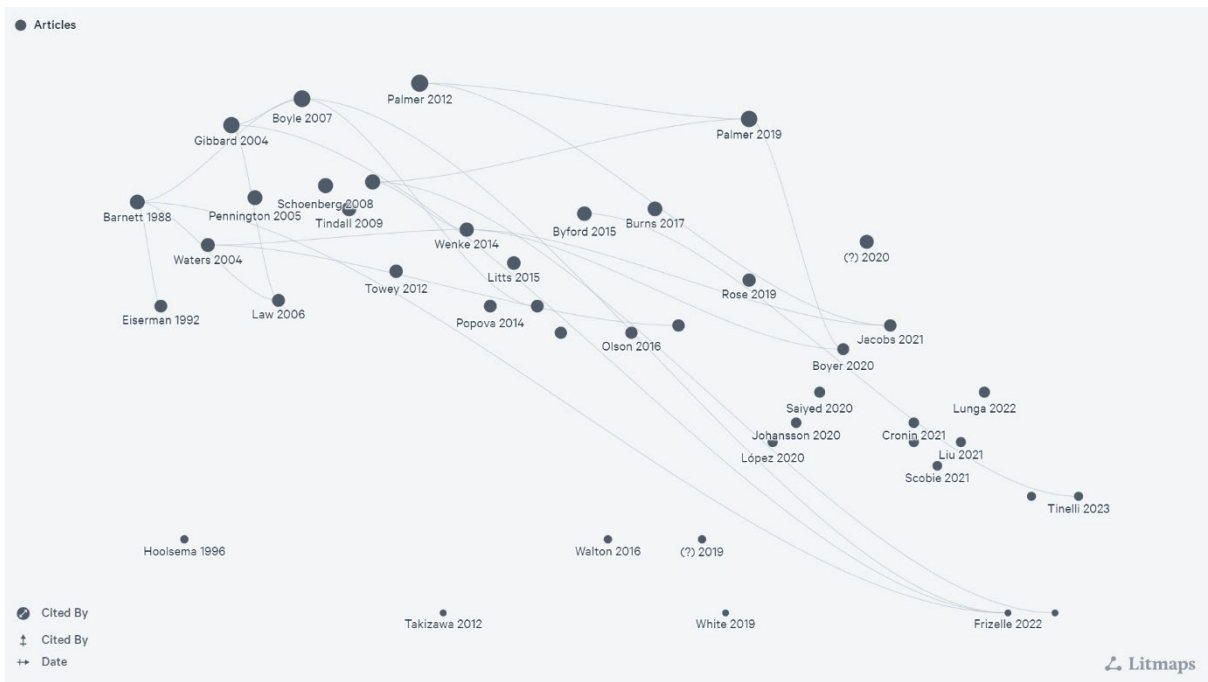 Articles
Palmer 2012
Boyle 2007
Palmer 2019
Gibbard 2004
Schoenberg 2008
Barnett 1988
Pennington 2005
Tindall 2009
Byford 2015
Burns 2017
Wenke 2014
Waters 2004
(?) 2020
Litts 2015
Towey 2012
Rose 2019
Eiserman 1992
Law 2006
Popova 2014
Olson 2016
Jacobs 2021
Boyer 2020
Saiyed 2020
Lunga 2022
Johansson 2020
Cronin 2021
López 2020
Liu 2021
Scobie 2021
Tinelli 2023
Hoolsema 1996
Walton 2016
(?) 2019
Cited By
Takizawa 2012
White 2019
Frizelle 2022
Cited By
Date
Litmaps